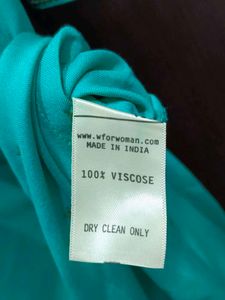 www.wforwoman.com
MADE IN INDIA
100% VISCOSE
DRY CLEAN ONLY